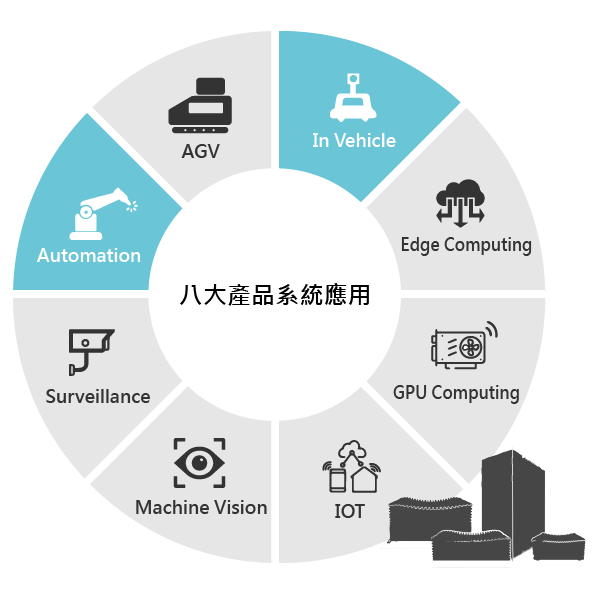 AGV
In Vehicle
Edge Computing
Automation
八大產品系統應用
GPU Computing
Surveillance
Machine Vision
IOT